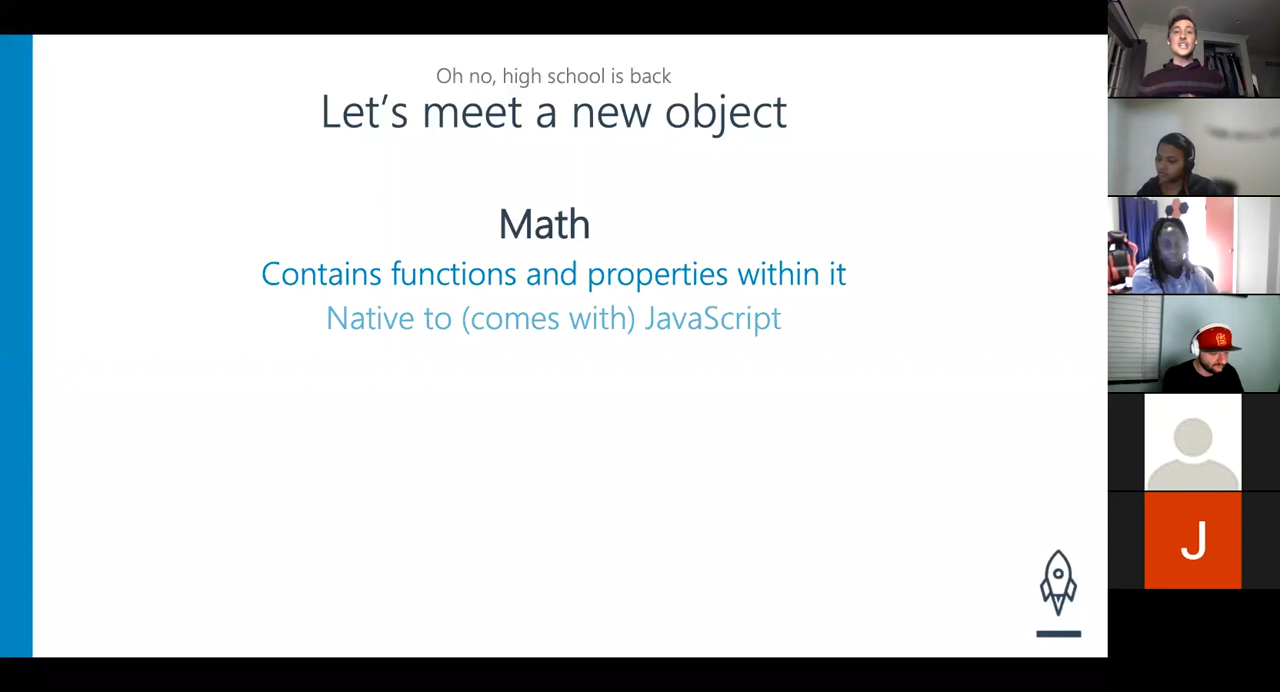 Oh no, high school is back
Let's meet a new object
Math
Contains functions and properties within it
Native to (comes with) JavaScript
J